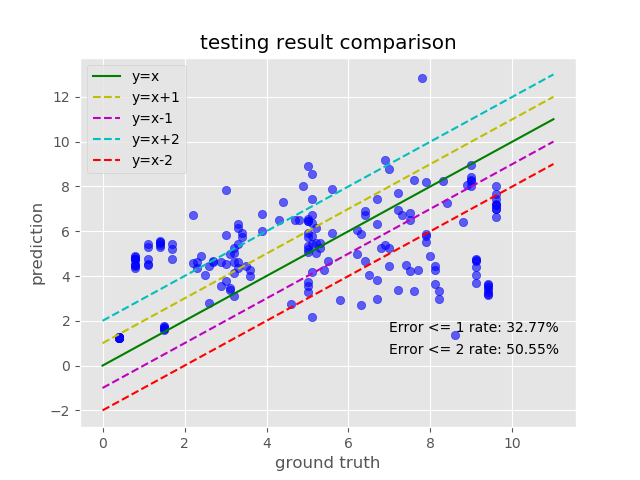 testing result comparison
y=x
y=x+1
y=x-1
y=x+2
y=x-2
12
10
8
6
4
2
0
−2
prediction
Error <= 1 rate: 32.77%
Error <= 2 rate: 50.55%
0 2 4 6 8 10
ground truth